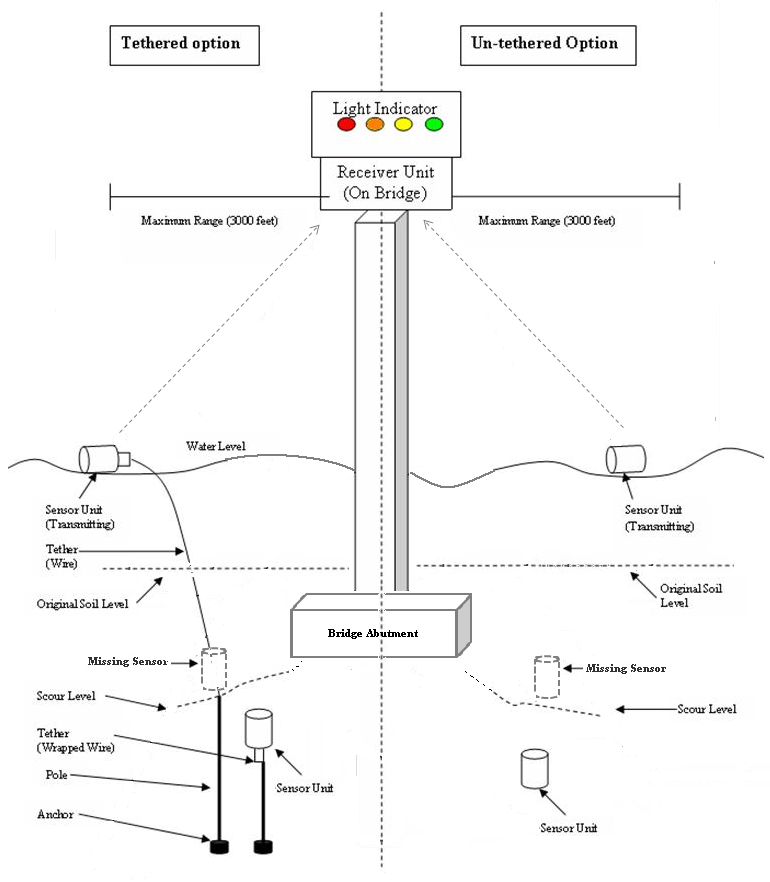 Tethered option
Un-tethered Option
Light Indicator
Receiver Unit
(On Bridge)
Maximum Range (3000 feet)
Maximum Range (3000 feet)
Water Level
Sensor Unit
(Transmitting)
Sensor Unit
(Transmitting)
Tether
(Wire)
Original Soil Level
Original Soil
Level
Bridge Abutment
Missing Sensor
Missing Sensor
Scour Level
Scour Level
Tether
(Wrapped Wire)
Pole
Sensor Unit
Anchor
Sensor Unit